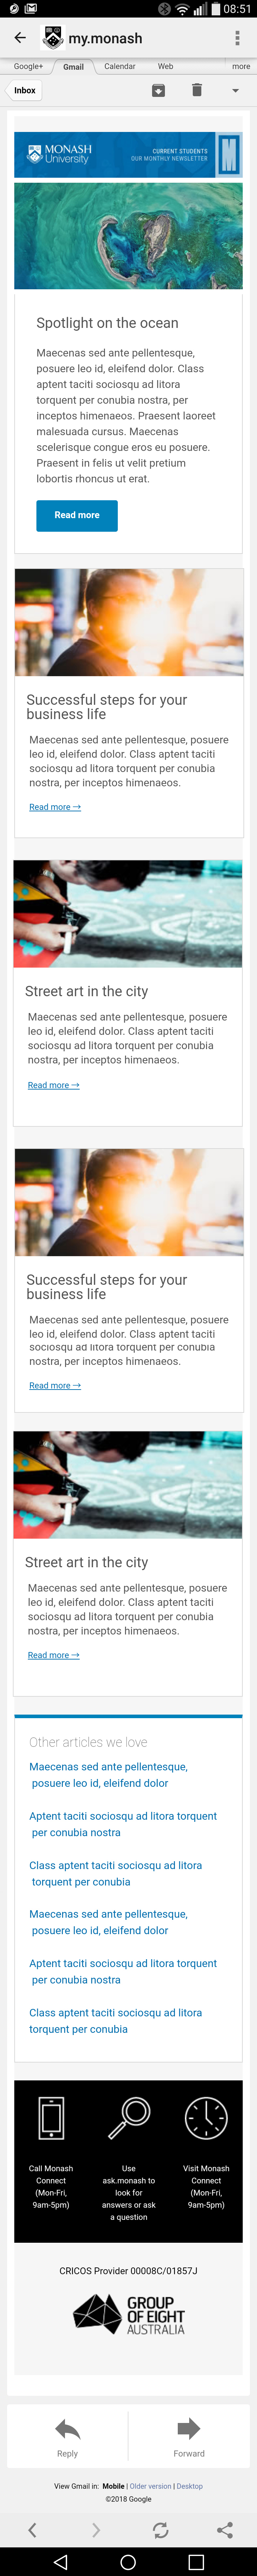 08:51
my.monash
Google+ Gmail Calendar Web more
Inbox
MONASH University
CURRENT STUDENTS
OUR MONTHLY NEWSLETTER
Spotlight on the ocean
Maecenas sed ante pellentesque,
posuere leo id, eleifend dolor. Class
aptent taciti sociosqu ad litora
torquent per conubia nostra, per
inceptos himenaeos. Praesent laoreet
malesuada cursus. Maecenas
scelerisque congue eros eu posuere.
Praesent in felis ut velit pretium
lobortis rhoncus ut erat.
Read more
Successful steps for your
business life
Maecenas sed ante pellentesque, posuere
leo id, eleifend dolor. Class aptent taciti
sociosqu ad litora torquent per conubia
nostra, per inceptos himenaeos.
Read more →
Street art in the city
Maecenas sed ante pellentesque, posuere
leo id, eleifend dolor. Class aptent taciti
sociosqu ad litora torquent per conubia
nostra, per inceptos himenaeos.
Read more →
Successful steps for your
business life
Maecenas sed ante pellentesque, posuere
leo id, eleifend dolor. Class aptent taciti
sociosqu ad litora torquent per conubia
nostra, per inceptos himenaeos.
Read more →
Street art in the city
Maecenas sed ante pellentesque, posuere
leo id, eleifend dolor. Class aptent taciti
sociosqu ad litora torquent per conubia
nostra, per inceptos himenaeos.
Read more →
Other articles we love
Maecenas sed ante pellentesque,
posuere leo id, eleifend dolor
Aptent taciti sociosqu ad litora torquent
per conubia nostra
Class aptent taciti sociosqu ad litora
torquent per conubia
Maecenas sed ante pellentesque,
posuere leo id, eleifend dolor
Aptent taciti sociosqu ad litora torquent
per conubia nostra
Class aptent taciti sociosqu ad litora
torquent per conubia
Call Monash
Connect
(Mon-Fri,
9am-5pm)
Use
ask.monash to
look for
answers or ask
a question
Visit Monash
Connect
(Mon-Fri,
9am-5pm)
CRICOS Provider 00008C/01857J
GROUP
OF EIGHT
AUSTRALIA
Reply Forward
View Gmail in: Mobile | Older version | Desktop
©2018 Google